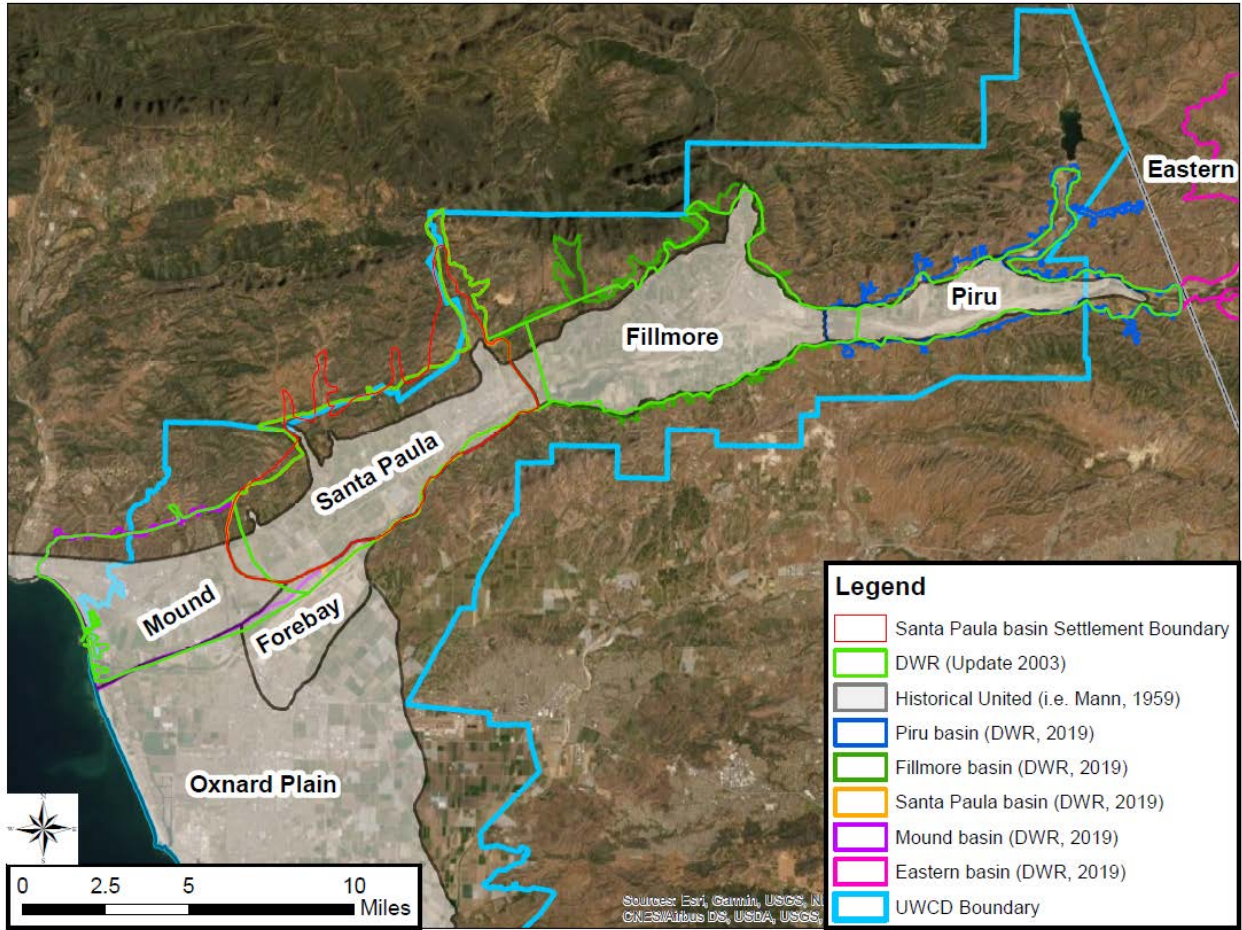 Eastern
Piru
Fillmore
Santa Paula
Mound
Forebay
Oxnard Plain
Legend
Santa Paula basin Settlement Boundary
DWR (Update 2003)
Historical United (i.e. Mann, 1959)
Piru basin (DWR, 2019)
Fillmore basin (DWR, 2019)
Santa Paula basin (DWR, 2019)
Mound basin (DWR, 2019)
Eastern basin (DWR, 2019)
UWCD Boundary
N
W E
S
0 2.5 5 10
Miles
Sources: Esri, Garmin, USGS,
CNES/Airbus DS, USDA, USGS,